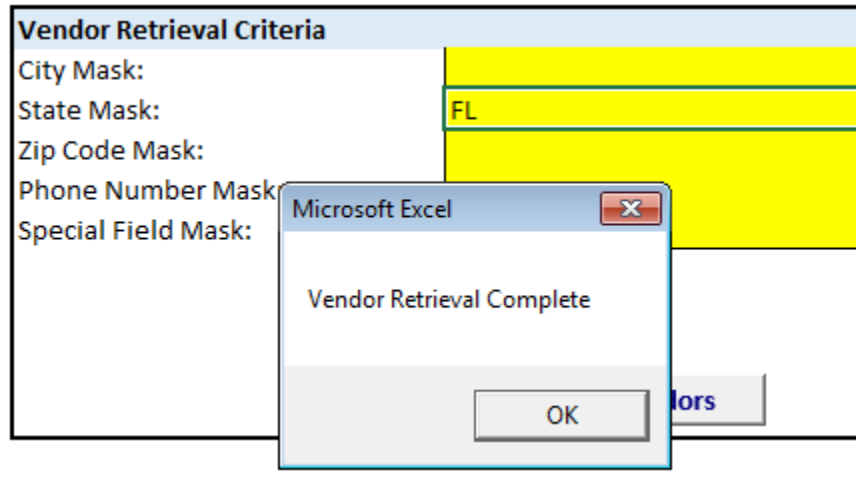 Vendor Retrieval Criteria
City Mask:
State Mask: FL
Zip Code Mask:
Phone Number Mask
Special Field Mask:
Microsoft Excel
Vendor Retrieval Complete
OK